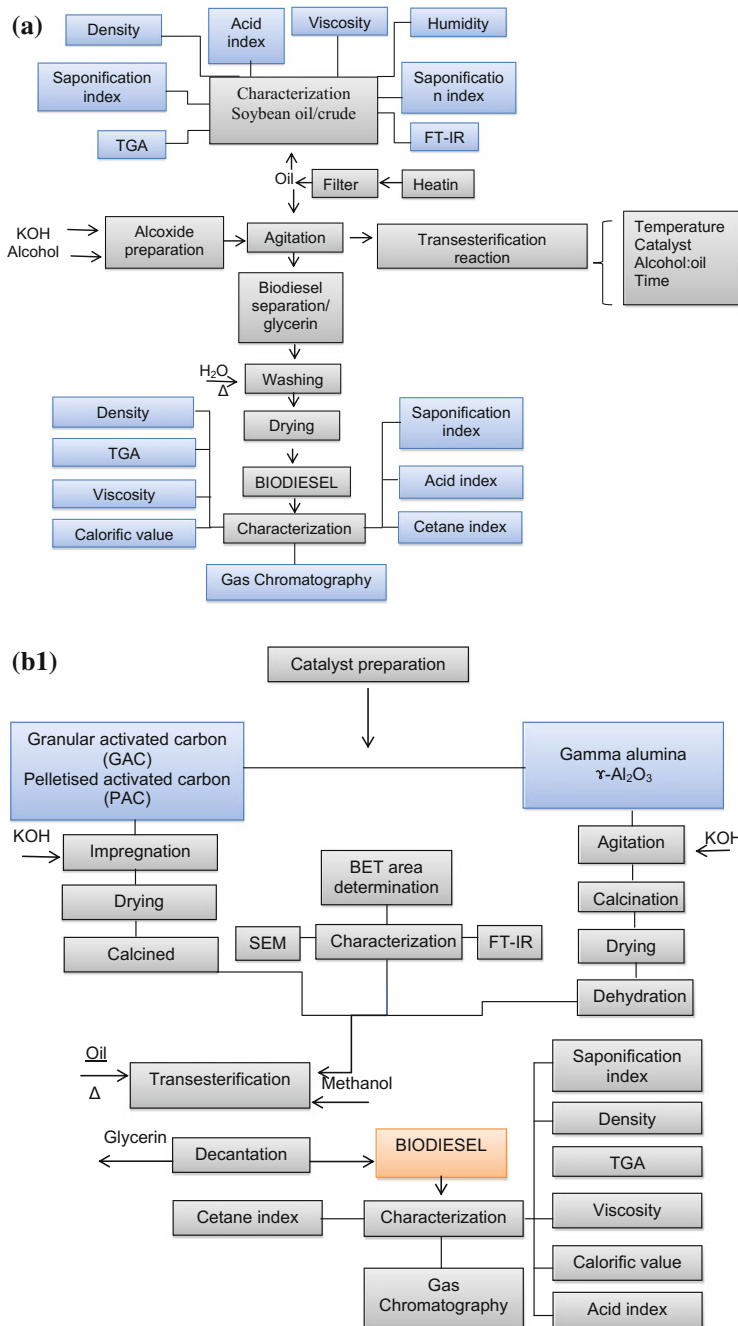 (a)
Density
Acid
index
Viscosity
Humidity
Saponification
index
Characterization
Soybean oil/crude
Saponificatio
n index
TGA
FT-IR
Oil
Filter
Heatin
KOH
Alcohol
Alcoxide
preparation
Agitation
Transesterification
reaction
Temperature
Catalyst
Alcohol:oil
Time
Biodiesel
separation/
glycerin
H₂O
Δ
Washing
Density
Drying
Saponification
index
TGA
BIODIESEL
Acid index
Viscosity
Calorific value
Characterization
Cetane index
Gas Chromatography
(b1)
Catalyst preparation
Granular activated carbon
(GAC)
Pelletised activated carbon
(PAC)
Gamma alumina
ɤ-Al₂O₃
KOH
Impregnation
Agitation
KOH
BET area
determination
Drying
Calcination
SEM
Characterization
FT-IR
Calcined
Drying
Dehydration
Oil
Δ
Transesterification
Methanol
Saponification
index
Density
Glycerin
Decantation
BIODIESEL
TGA
Cetane index
Characterization
Viscosity
Calorific value
Gas
Chromatography
Acid index